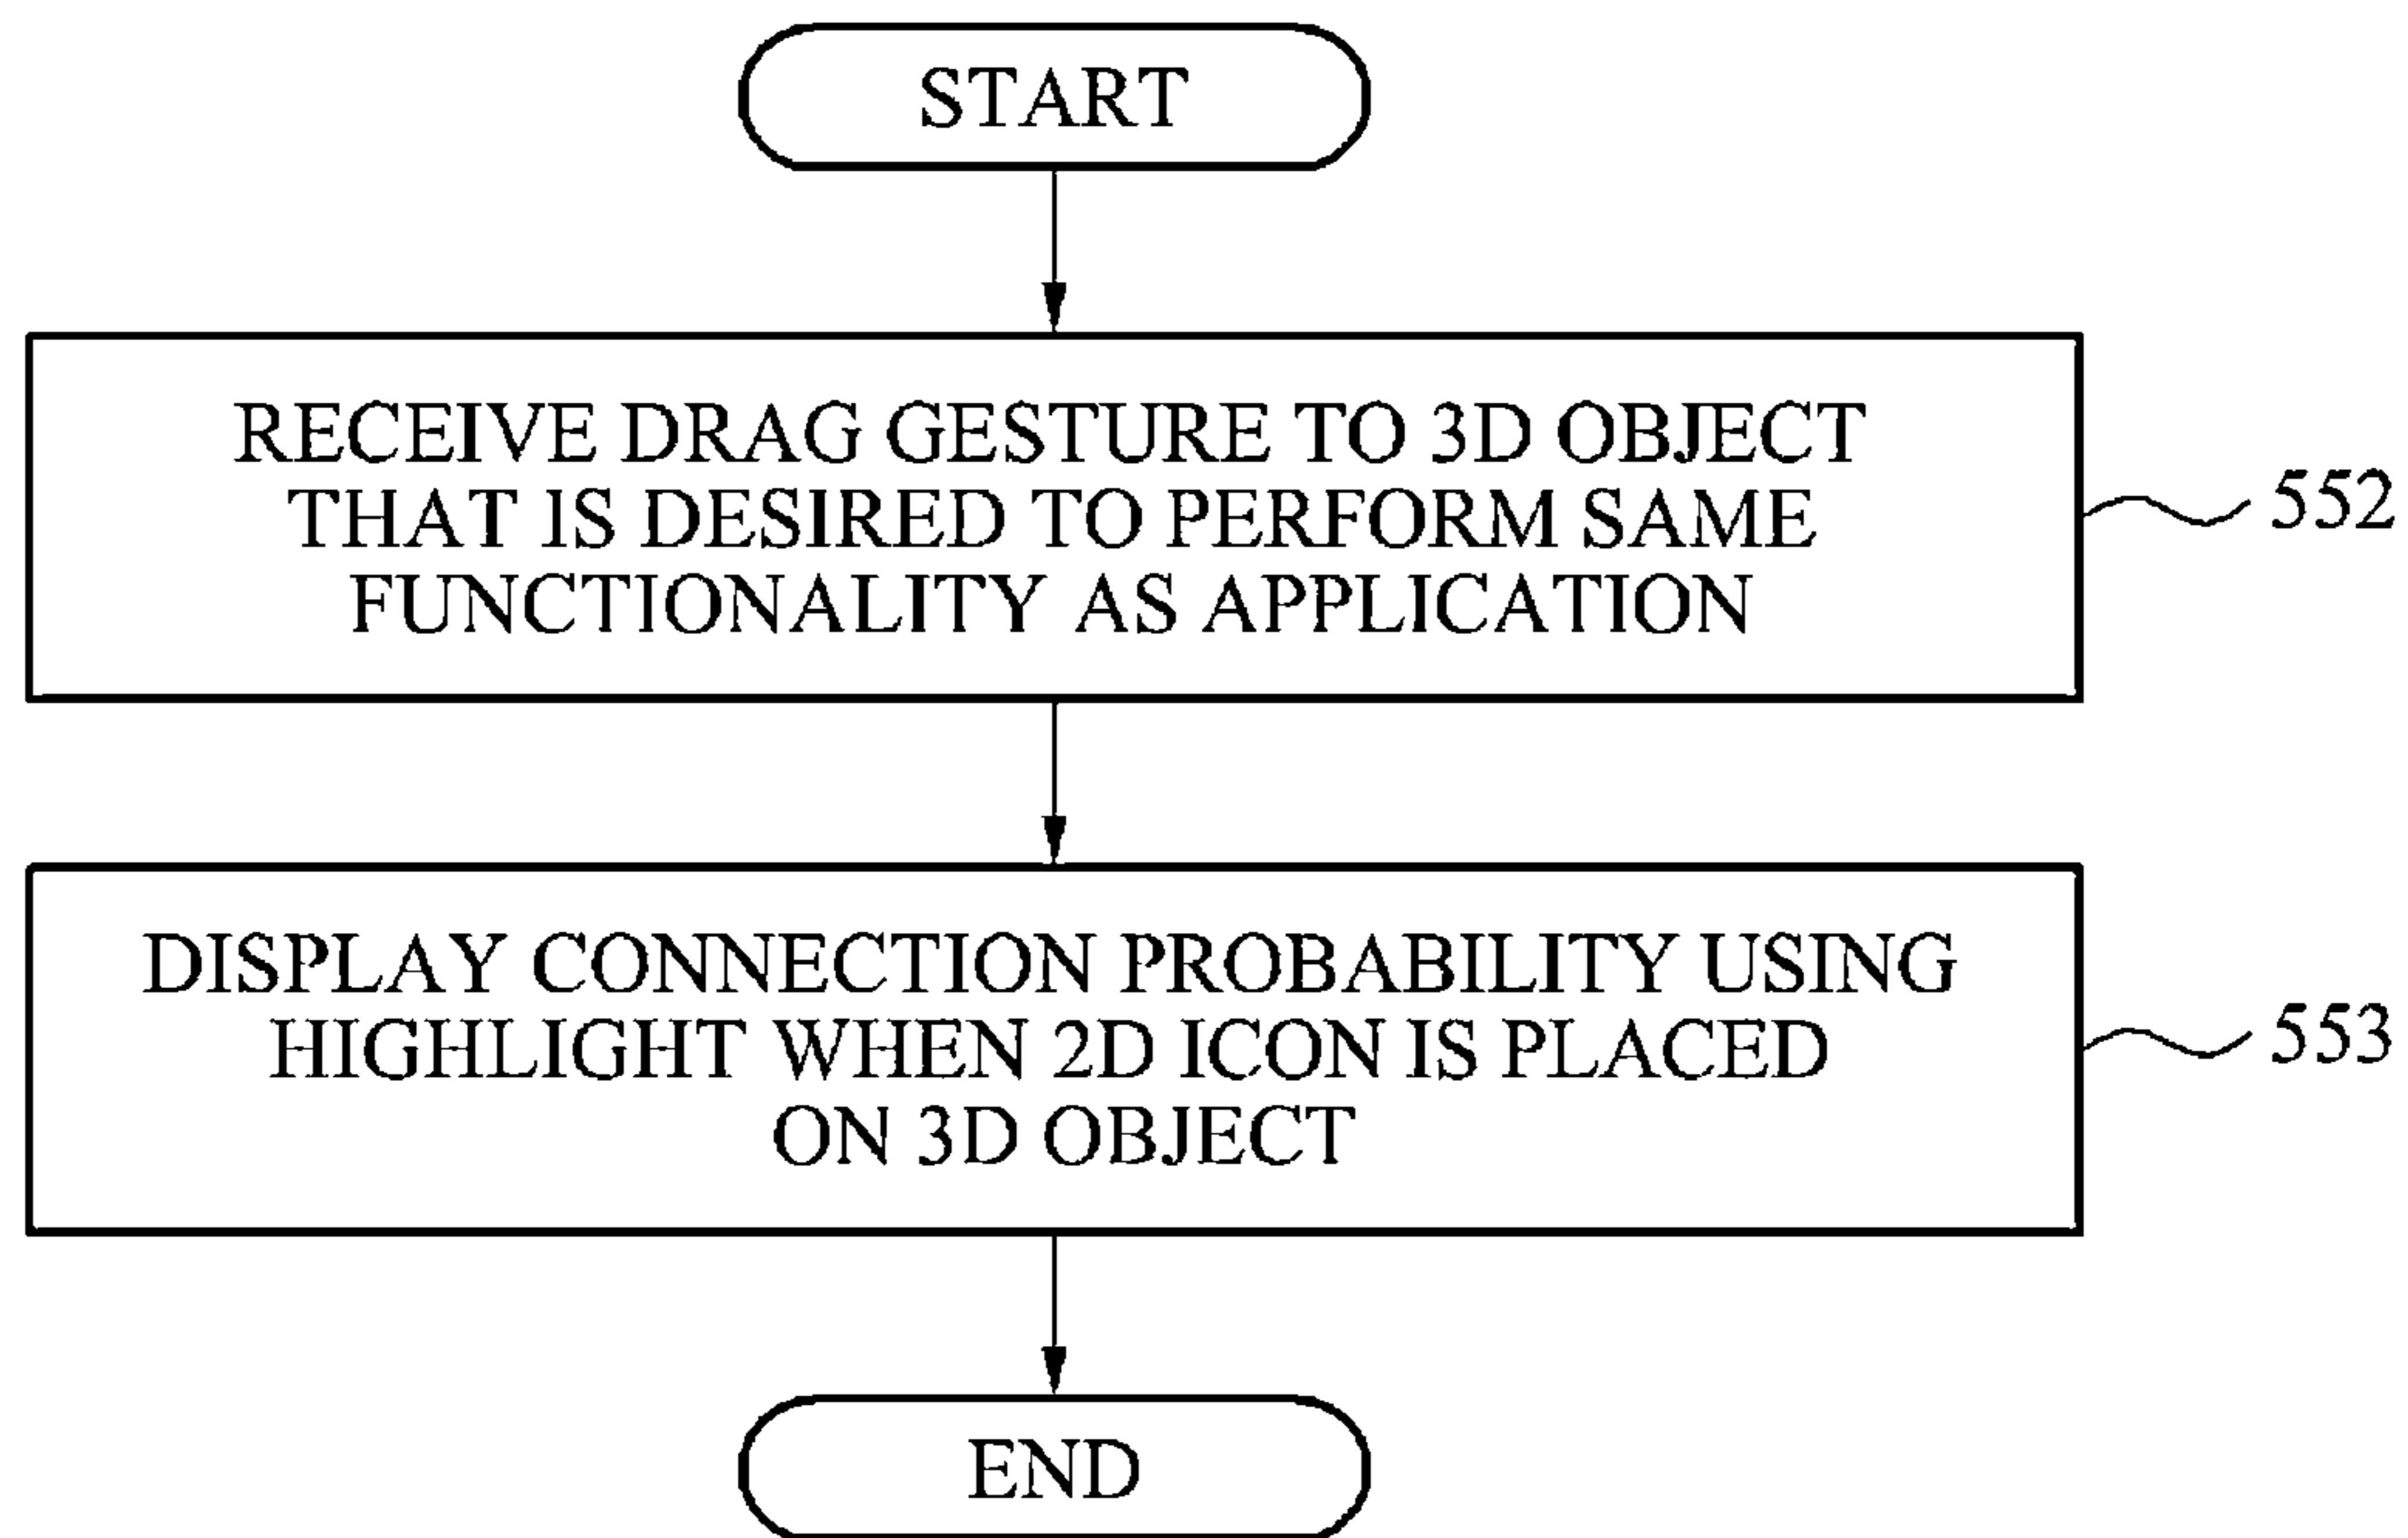 START
RECEIVE DRAG GESTURE TO 3D OBJECT
THAT IS DESIRED TO PERFORM SAME
FUNCTIONALITY AS APPLICATION
552
DISPLAY CONNECTION PROBABILITY USING
HIGHLIGHT WHEN 2D ICON IS PLACED
ON 3D OBJECT
553
END